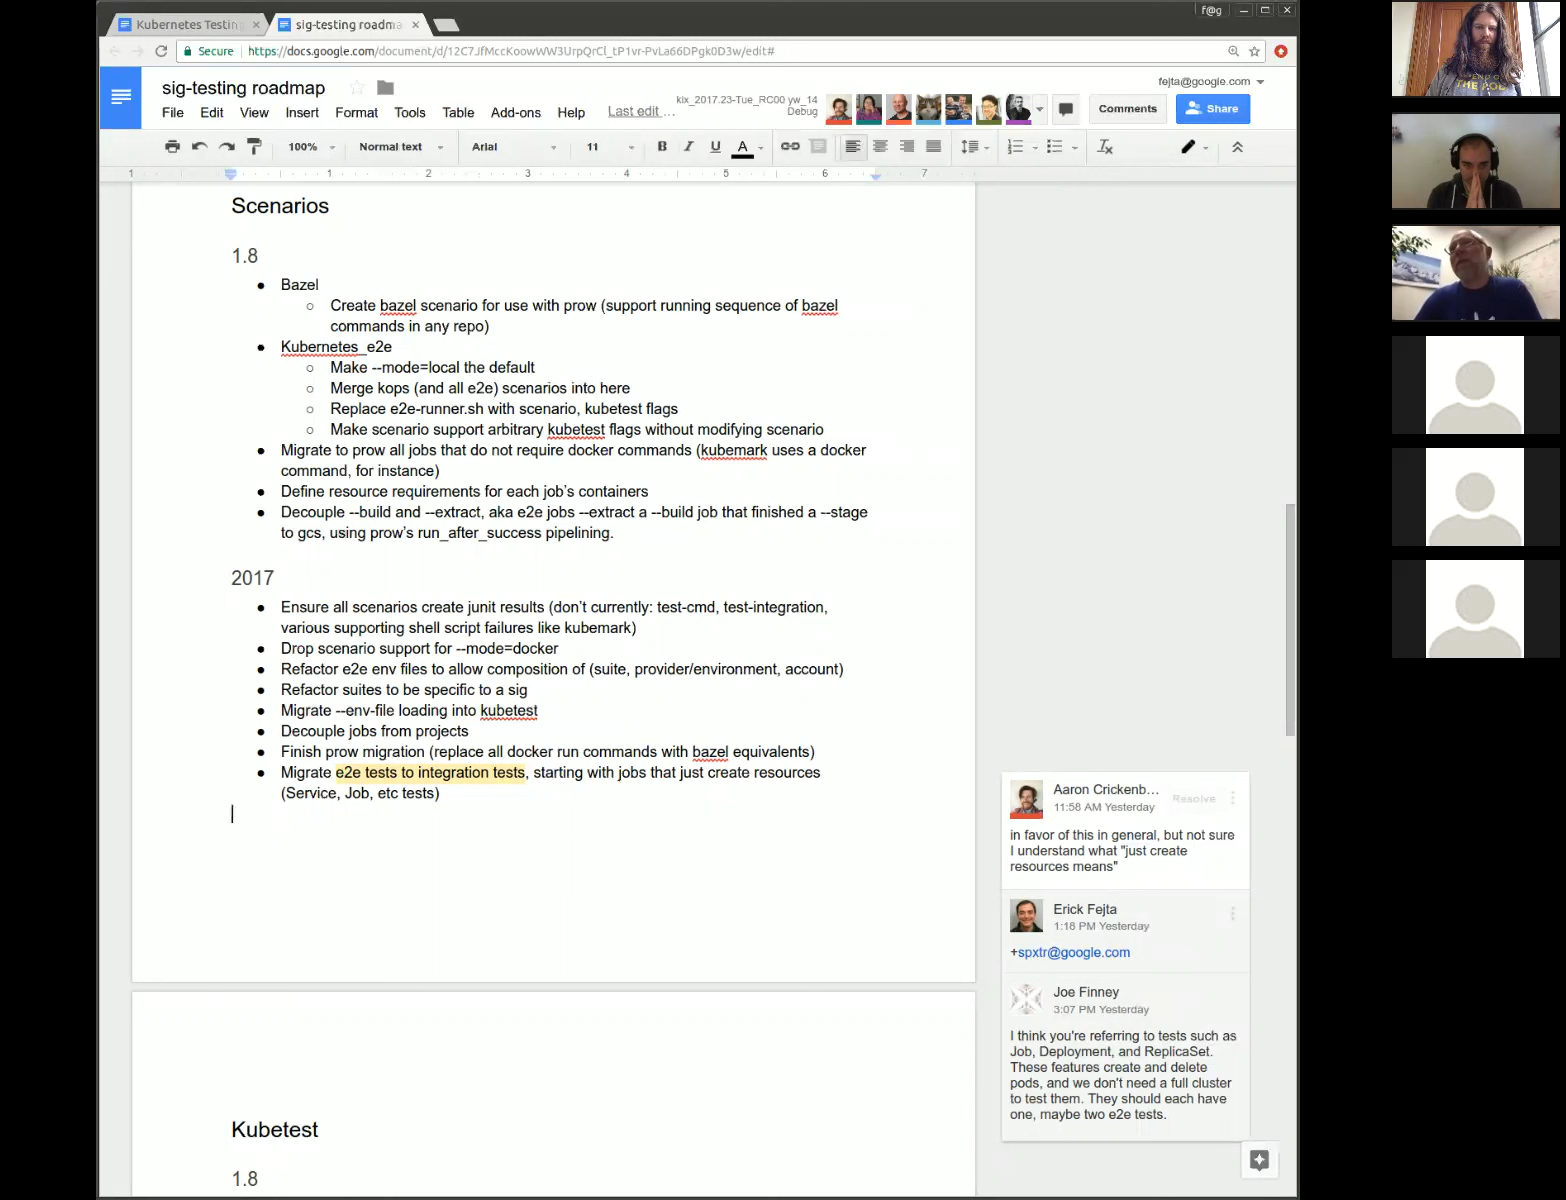 f@g
Kubernetes Testin
sig-testing roadma
Secure
https://docs.google.com/document/d/12C7JfMccKoowWW3UrpQrCl_tP1vr-PvLa66DPgk0D3w/edit#
sig-testing roadmap
fejta@google.com
File Edit View Insert Format Tools Table Add-ons Help Last edit ...
kix_2017.23-Tue_RC00 yw_14
Debug
Comments
Share
100% Normal text Arial 11 B I U A
1 1 2 3 4 5 6 7
Scenarios
1.8
● Bazel
○ Create bazel scenario for use with prow (support running sequence of bazel
commands in any repo)
● Kubernetes_e2e
○ Make --mode=local the default
○ Merge kops (and all e2e) scenarios into here
○ Replace e2e-runner.sh with scenario, kubetest flags
○ Make scenario support arbitrary kubetest flags without modifying scenario
● Migrate to prow all jobs that do not require docker commands (kubemark uses a docker
command, for instance)
● Define resource requirements for each job's containers
● Decouple --build and --extract, aka e2e jobs --extract a --build job that finished a --stage
to gcs, using prow's run_after_success pipelining.
2017
● Ensure all scenarios create junit results (don't currently: test-cmd, test-integration,
various supporting shell script failures like kubemark)
● Drop scenario support for --mode=docker
● Refactor e2e env files to allow composition of (suite, provider/environment, account)
● Refactor suites to be specific to a sig
● Migrate --env-file loading into kubetest
● Decouple jobs from projects
● Finish prow migration (replace all docker run commands with bazel equivalents)
● Migrate e2e tests to integration tests, starting with jobs that just create resources
(Service, Job, etc tests)
Kubetest
1.8
Aaron Crickenb...
11:58 AM Yesterday
Resolve
in favor of this in general, but not sure
I understand what "just create
resources means"
Erick Fejta
1:18 PM Yesterday
+spxtr@google.com
Joe Finney
3:07 PM Yesterday
I think you're referring to tests such as
Job, Deployment, and ReplicaSet.
These features create and delete
pods, and we don't need a full cluster
to test them. They should each have
one, maybe two e2e tests.